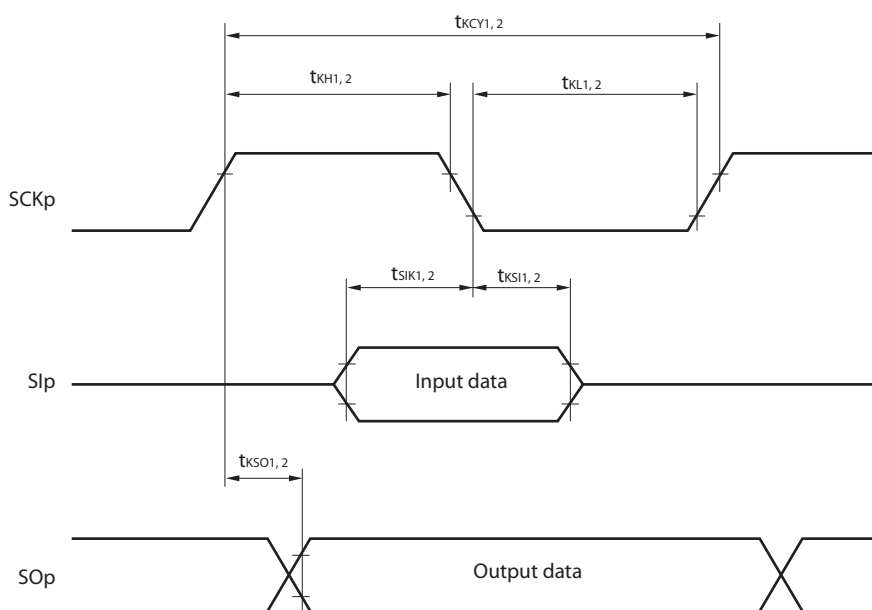 tKCY1, 2
tKH1, 2
tKL1, 2
SCKp
tSIK1, 2
tKSI1, 2
SIp
Input data
tKSO1, 2
SOp
Output data